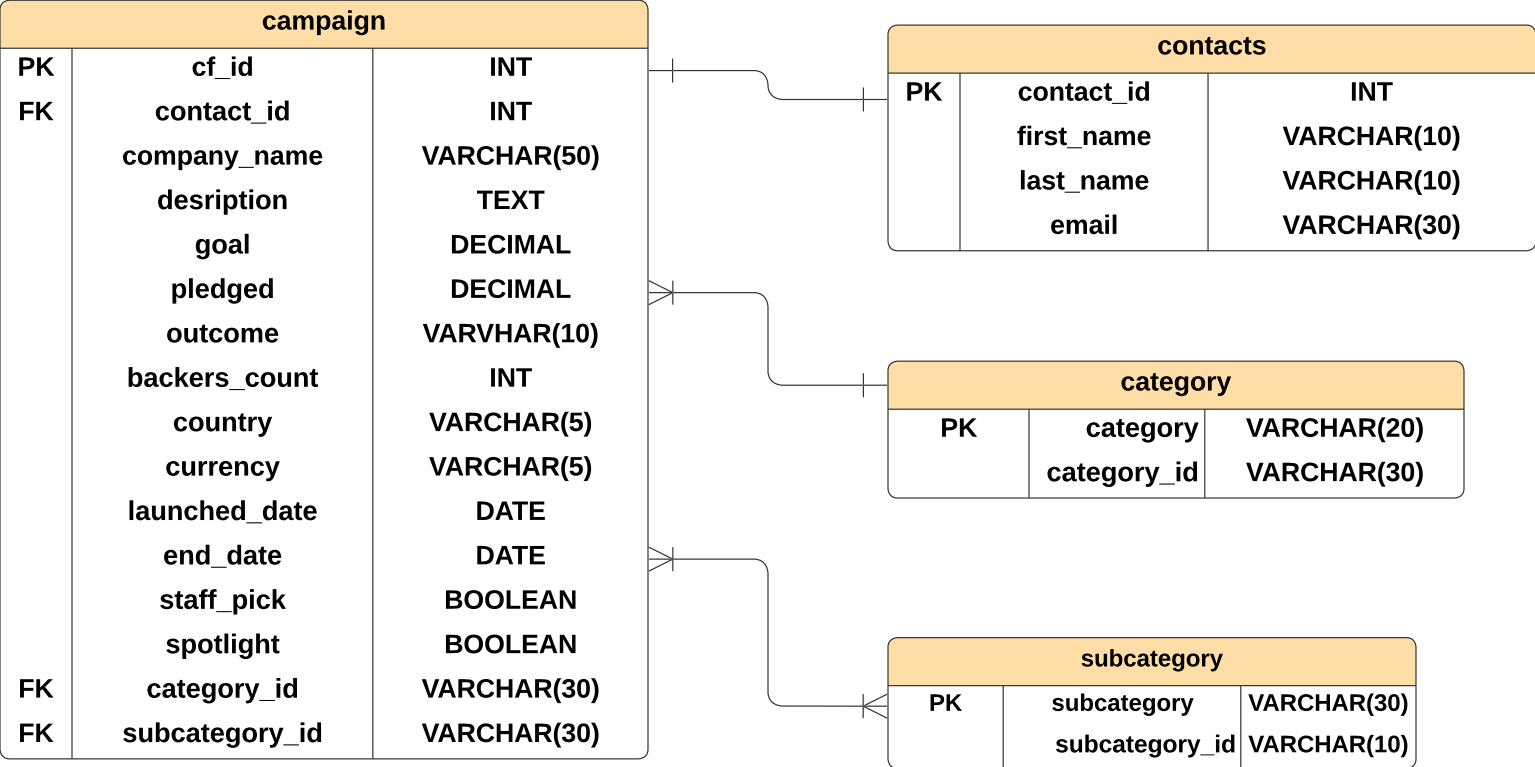 campaign
PK cf_id INT
FK contact_id INT
company_name VARCHAR(50)
desription TEXT
goal DECIMAL
pledged DECIMAL
outcome VARVHAR(10)
backers_count INT
country VARCHAR(5)
currency VARCHAR(5)
launched_date DATE
end_date DATE
staff_pick BOOLEAN
spotlight BOOLEAN
FK category_id VARCHAR(30)
FK subcategory_id VARCHAR(30)
contacts
PK contact_id INT
first_name VARCHAR(10)
last_name VARCHAR(10)
email VARCHAR(30)
category
PK category VARCHAR(20)
category_id VARCHAR(30)
subcategory
PK subcategory VARCHAR(30)
subcategory_id VARCHAR(10)